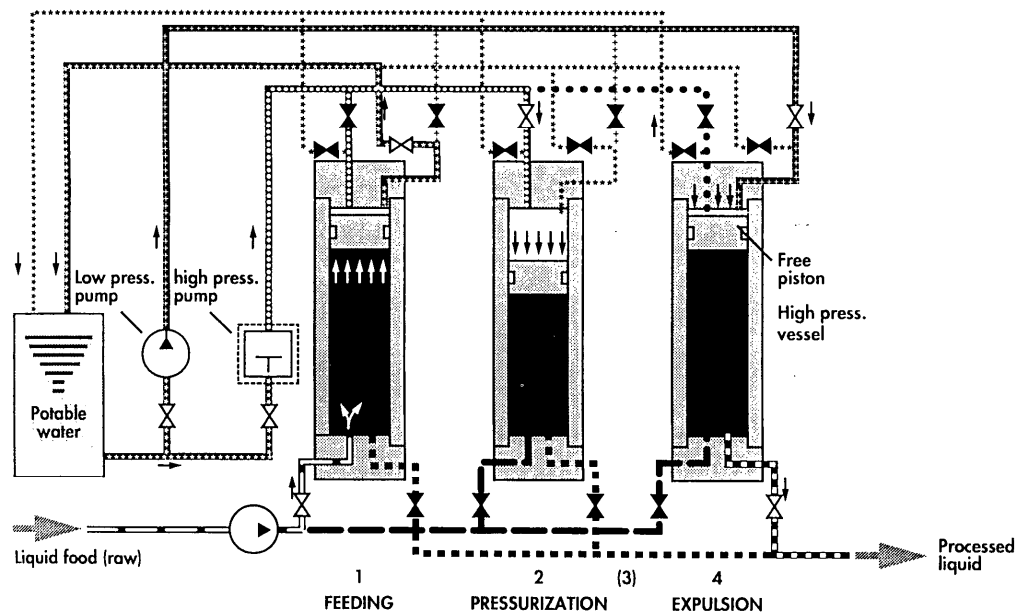 Low press.
pump
high press.
pump
Free
piston
High press.
vessel
Potable
water
Liquid food (raw)
Processed
liquid
1 2 (3) 4
FEEDING PRESSURIZATION EXPULSION